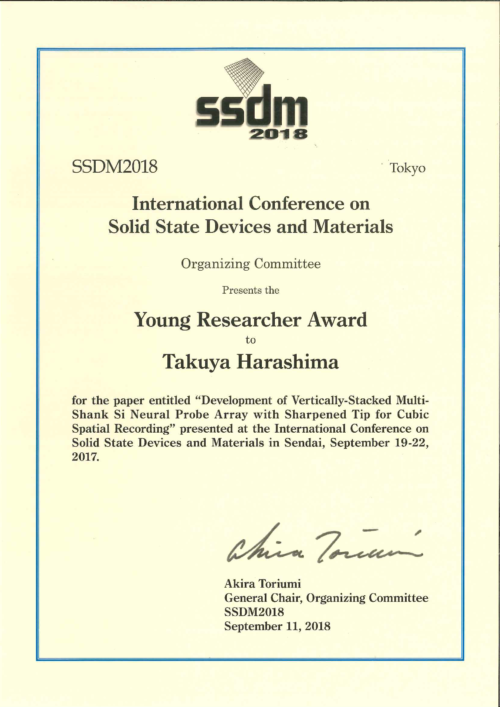 ssdm
2018
SSDM2018 Tokyo
International Conference on
Solid State Devices and Materials
Organizing Committee
Presents the
Young Researcher Award
to
Takuya Harashima
for the paper entitled “Development of Vertically-Stacked Multi-
Shank Si Neural Probe Array with Sharpened Tip for Cubic
Spatial Recording” presented at the International Conference on
Solid State Devices and Materials in Sendai, September 19-22,
2017.
Akira Toriumi
Akira Toriumi
General Chair, Organizing Committee
SSDM2018
September 11, 2018